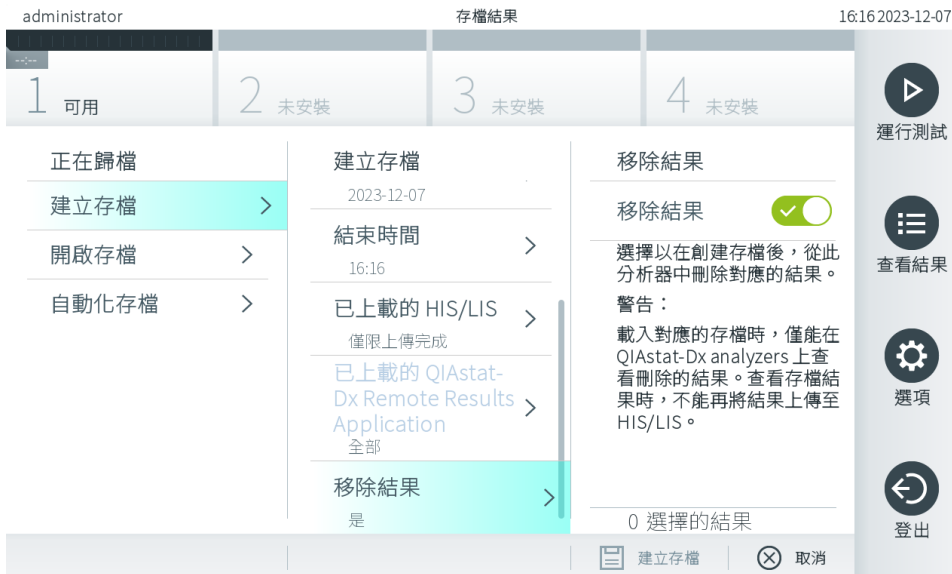 administrator
存檔結果
16:16 2023-12-07
--:--
1 可用
2 未安裝
3 未安裝
4 未安裝
正在歸檔
建立存檔
開啟存檔
自動化存檔
建立存檔
2023-12-07
結束時間
16:16
已上載的 HIS/LIS
僅限上傳完成
已上載的 QIAstat-
Dx Remote Results
Application
全部
移除結果
是
移除結果
移除結果
選擇以在創建存檔後，從此
分析器中刪除對應的結果。
警告：
載入對應的存檔時，僅能在
QIAstat-Dx analyzers 上查
看刪除的結果。查看存檔結
果時，不能再將結果上傳至
HIS/LIS。
0 選擇的結果
建立存檔
取消
運行測試
查看結果
選項
登出